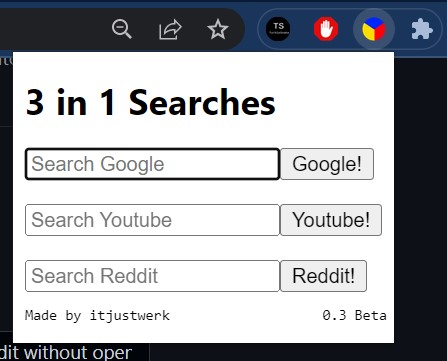 TS
3 in 1 Searches
Search Google Google!
Search Youtube Youtube!
Search Reddit Reddit!
Made by itjustwerk 0.3 Beta
dit without oper